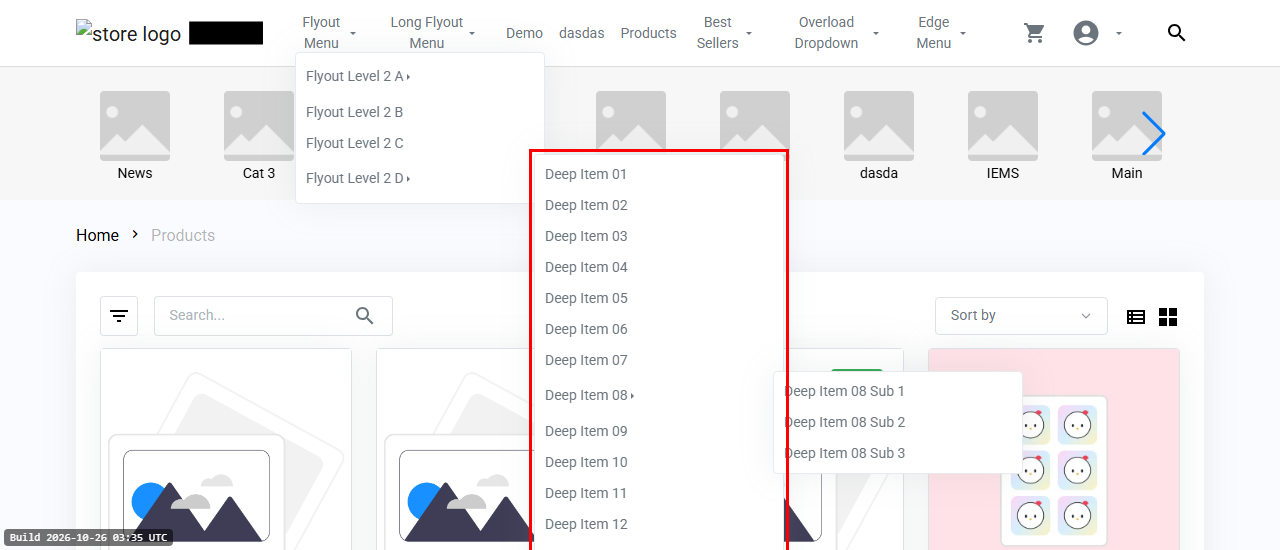 store logo
Flyout Menu
Long Flyout Menu
Demo
dasdas
Products
Best Sellers
Overload Dropdown
Edge Menu
Flyout Level 2 A
Flyout Level 2 B
Flyout Level 2 C
Flyout Level 2 D
News
Cat 3
dasda
IEMS
Main
Deep Item 01
Deep Item 02
Deep Item 03
Deep Item 04
Deep Item 05
Deep Item 06
Deep Item 07
Deep Item 08
Deep Item 09
Deep Item 10
Deep Item 11
Deep Item 12
Deep Item 08 Sub 1
Deep Item 08 Sub 2
Deep Item 08 Sub 3
Home
Products
Search...
Sort by
Build 2026-10-26 03:35 UTC